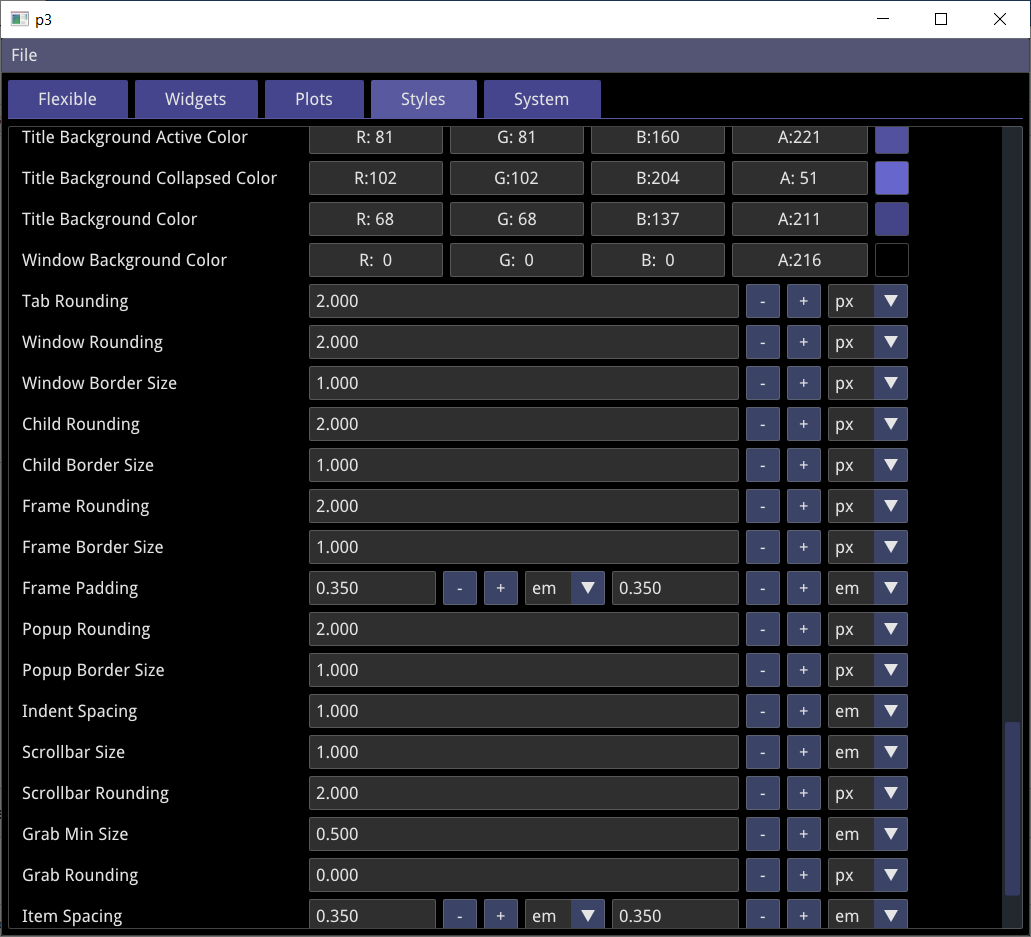 p3
File
Flexible Widgets Plots Styles System
Title Background Active Color R: 81 G: 81 B:160 A:221
Title Background Collapsed Color R:102 G:102 B:204 A: 51
Title Background Color R: 68 G: 68 B:137 A:211
Window Background Color R: 0 G: 0 B: 0 A:216
Tab Rounding 2.000 - + px
Window Rounding 2.000 - + px
Window Border Size 1.000 - + px
Child Rounding 2.000 - + px
Child Border Size 1.000 - + px
Frame Rounding 2.000 - + px
Frame Border Size 1.000 - + px
Frame Padding 0.350 - + em 0.350 - + em
Popup Rounding 2.000 - + px
Popup Border Size 1.000 - + px
Indent Spacing 1.000 - + em
Scrollbar Size 1.000 - + em
Scrollbar Rounding 2.000 - + px
Grab Min Size 0.500 - + em
Grab Rounding 0.000 - + px
Item Spacing 0.350 - + em 0.350 - + em